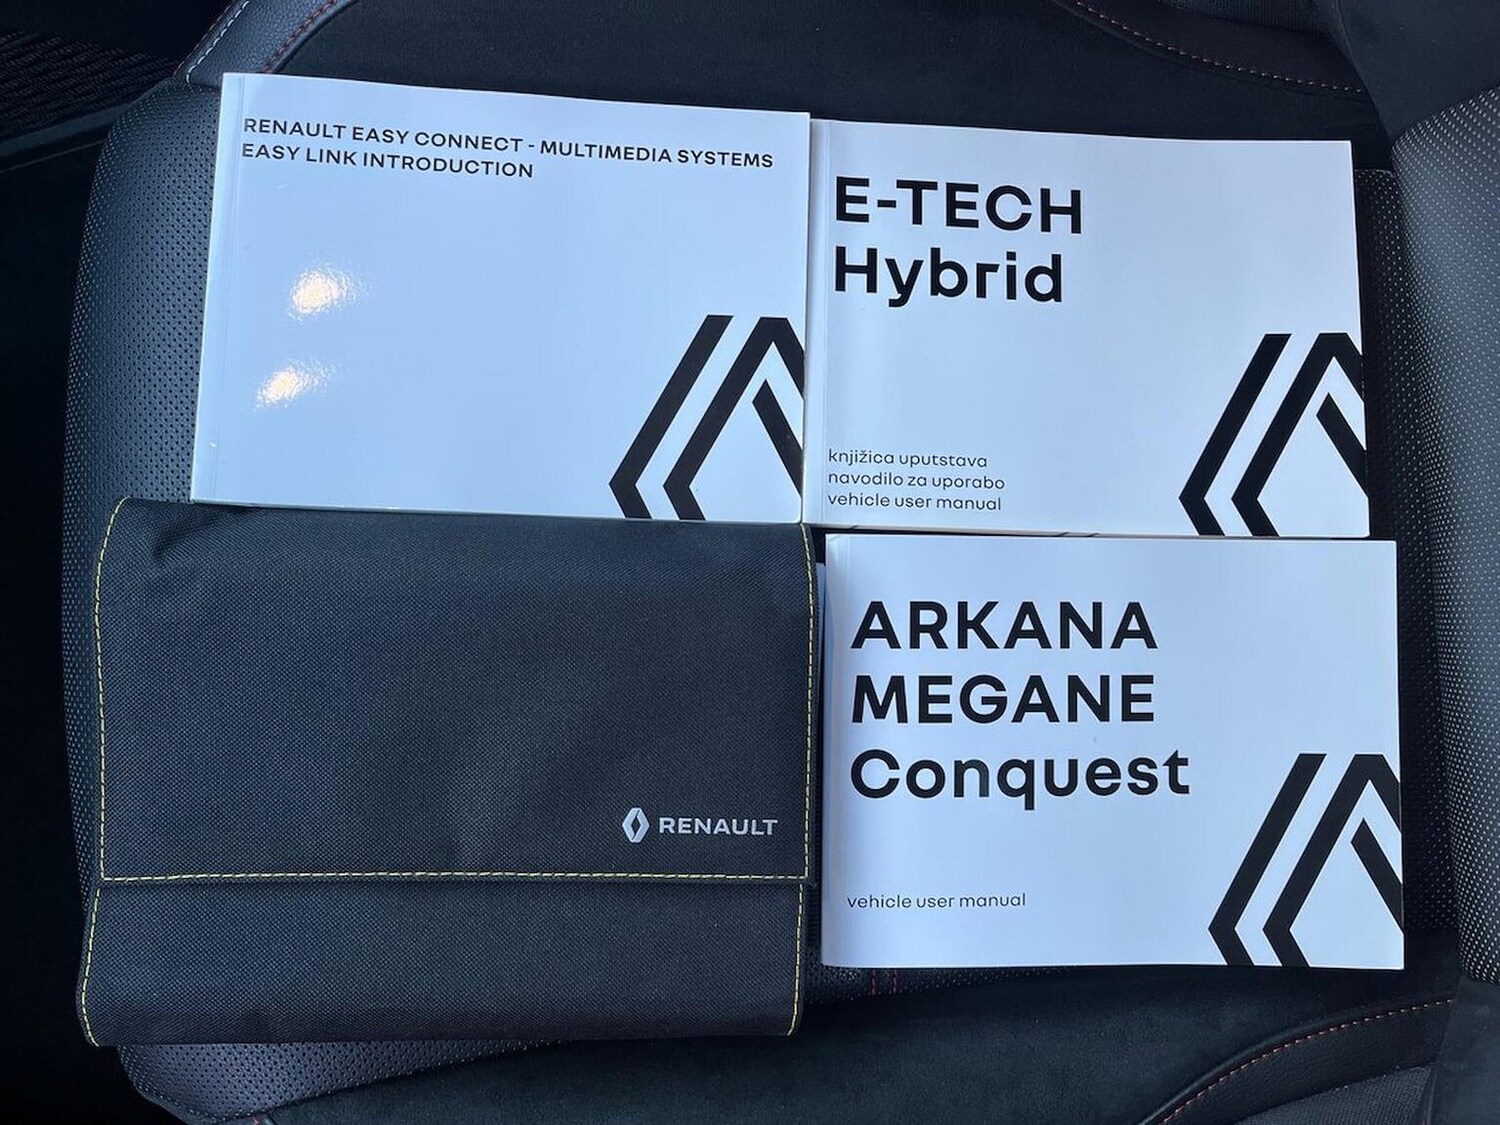 RENAULT EASY CONNECT - MULTIMEDIA SYSTEMS
EASY LINK INTRODUCTION
E-TECH
Hybrid
knjižica uputstava
navodilo za uporabo
vehicle user manual
RENAULT
ARKANA
MEGANE
Conquest
vehicle user manual